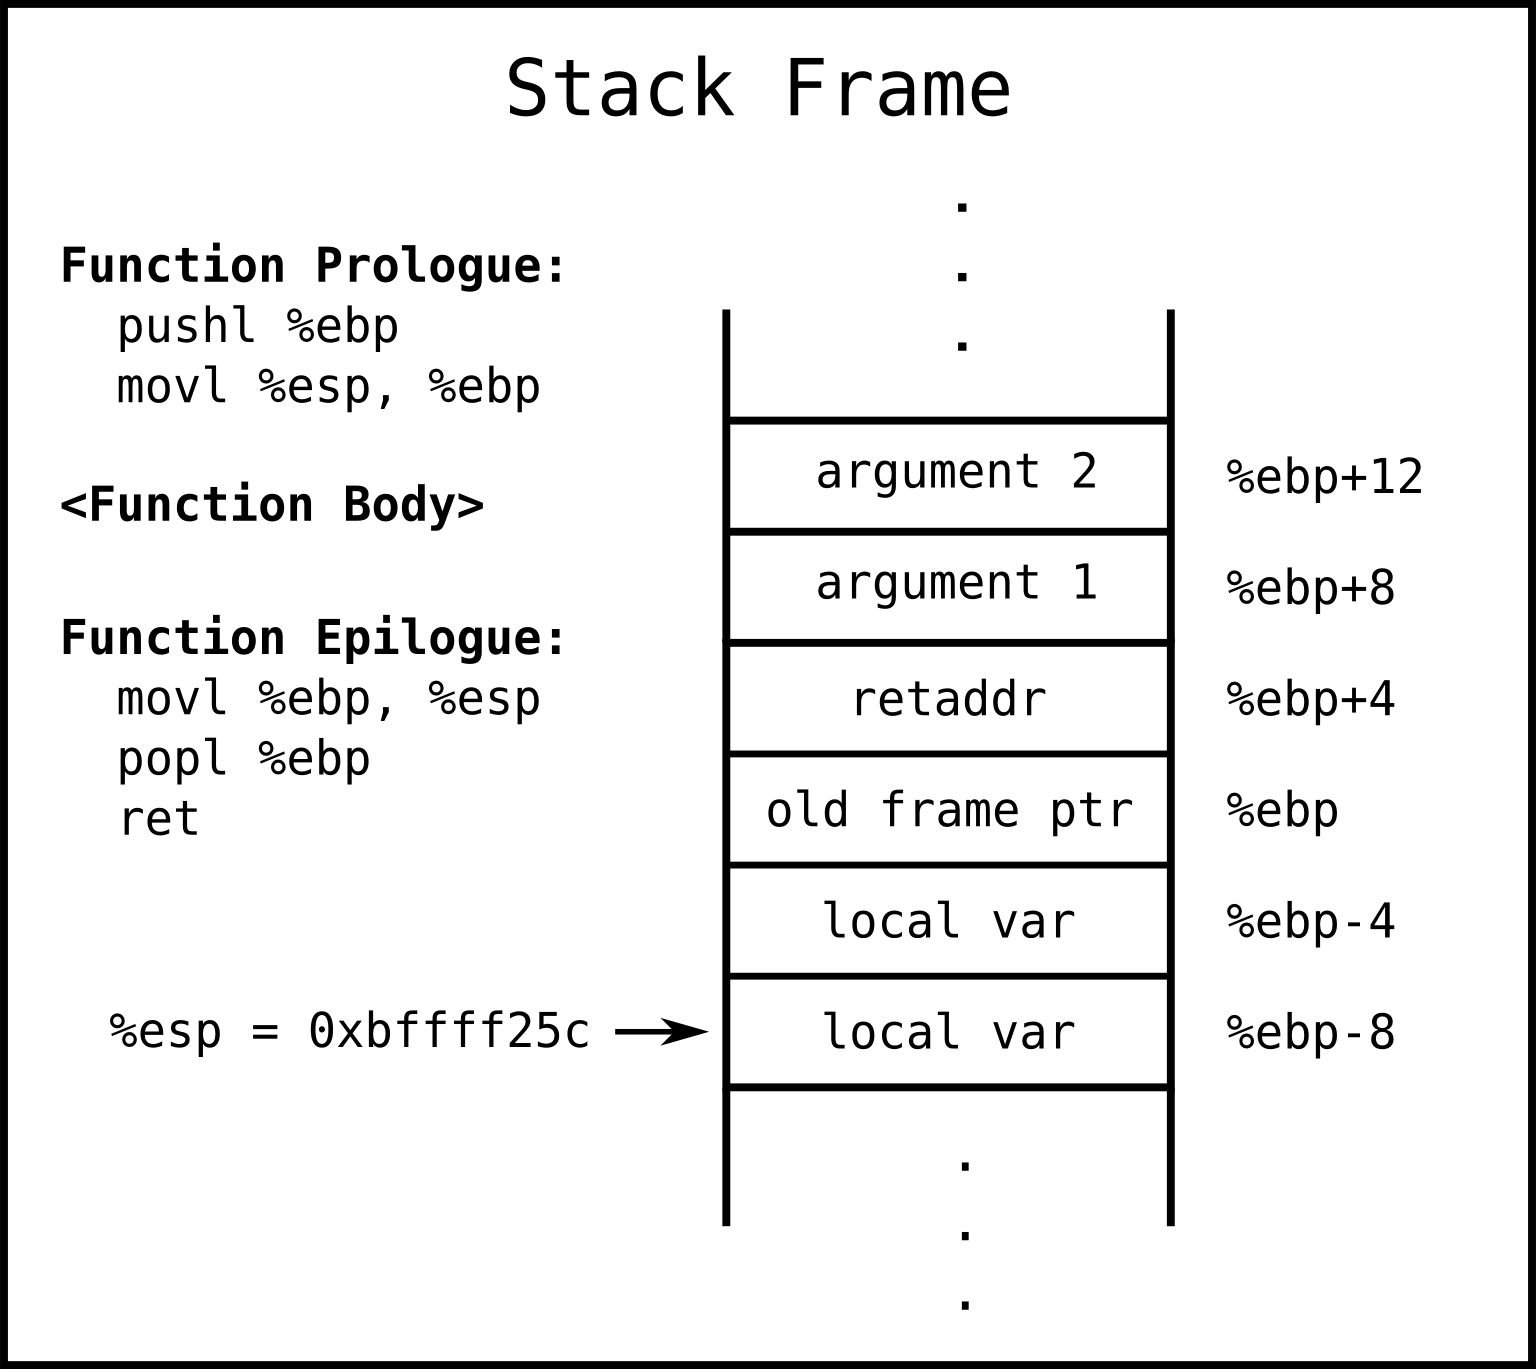 Stack Frame
Function Prologue:
pushl %ebp
movl %esp, %ebp
<Function Body>
Function Epilogue:
movl %ebp, %esp
popl %ebp
ret
%esp = 0xbffff25c
.
.
.
argument 2 %ebp+12
argument 1 %ebp+8
retaddr %ebp+4
old frame ptr %ebp
local var %ebp-4
local var %ebp-8
.
.
.